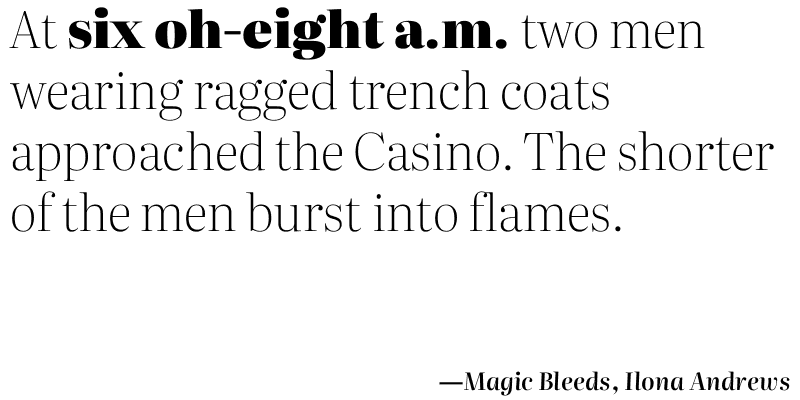 At six oh-eight a.m. two men
wearing ragged trench coats
approached the Casino. The shorter
of the men burst into flames.
—Magic Bleeds, Ilona Andrews